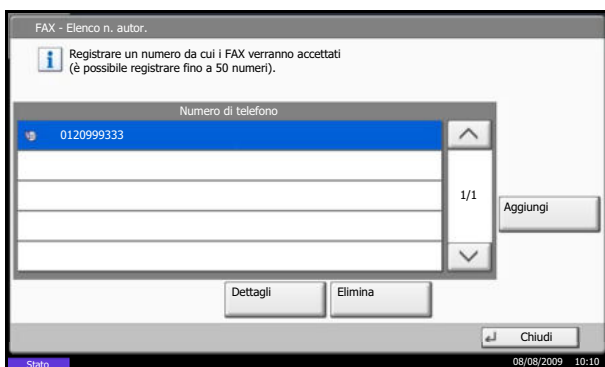 FAX - Elenco n. autor.
Registrare un numero da cui i FAX verranno accettati
(è possibile registrare fino a 50 numeri).
Numero di telefono
0120999333
1/1
Aggiungi
Dettagli
Elimina
Chiudi
Stato
08/08/2009 10:10